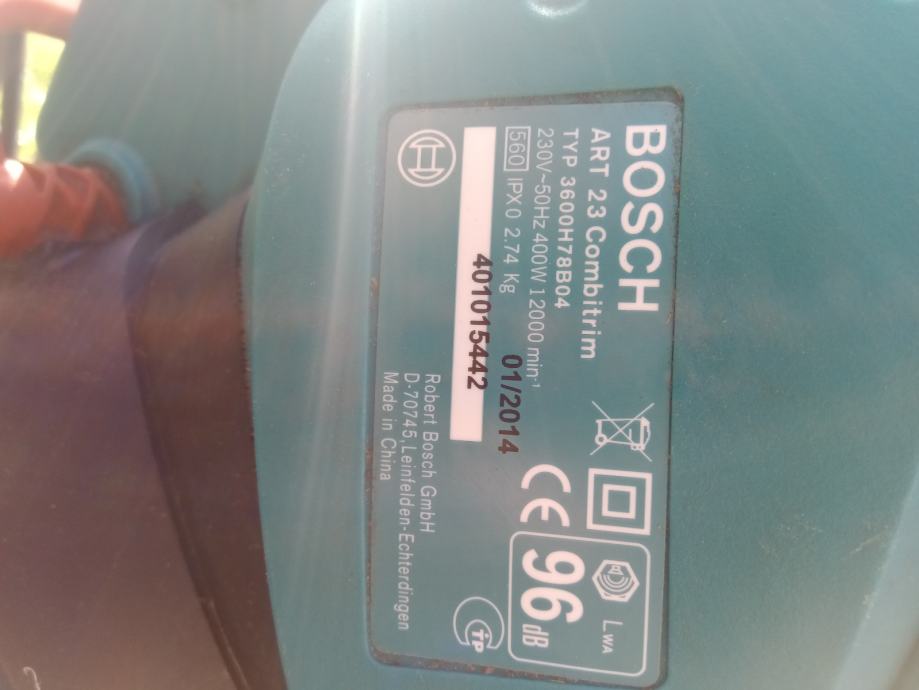 BOSCH
ART 23 Combitrim
TYP 3600H78B04
230V~50Hz 400W 12000 min-1
560 IPX0 2.74 Kg 01/2014
401015442
Robert Bosch GmbH
D-70745,Leinfelden-Echterdingen
Made in China
CE
LWA
96 dB
TP